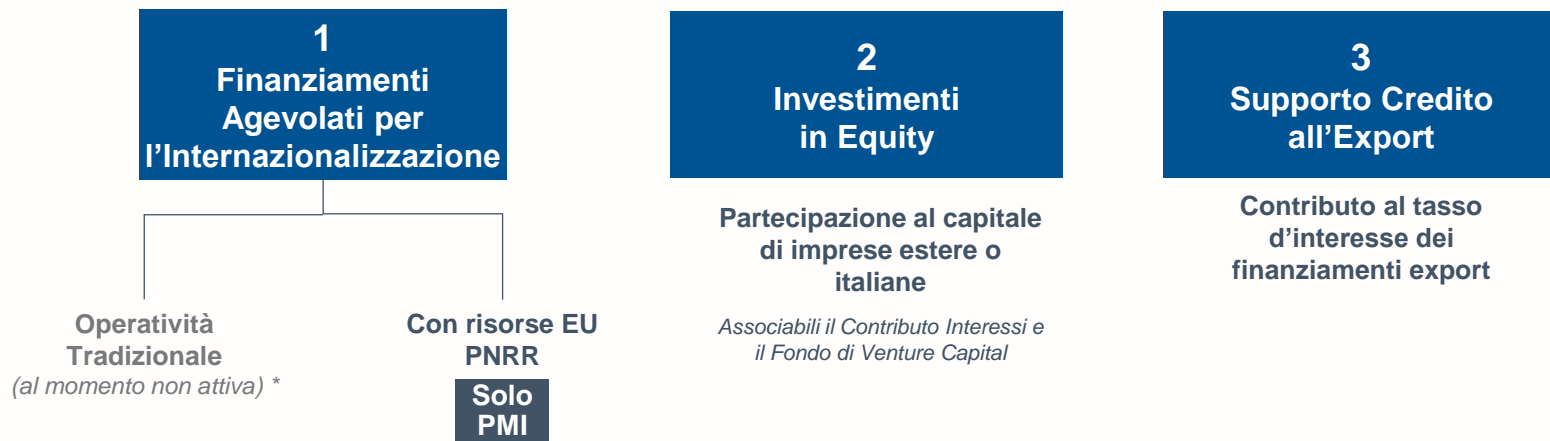 1
Finanziamenti
Agevolati per
l’Internazionalizzazione
Operatività
Tradizionale
(al momento non attiva) *
Con risorse EU
PNRR
Solo
PMI
2
Investimenti
in Equity
Partecipazione al capitale
di imprese estere o
italiane
Associabili il Contributo Interessi e
il Fondo di Venture Capital
3
Supporto Credito
all’Export
Contributo al tasso
d’interesse dei
finanziamenti export